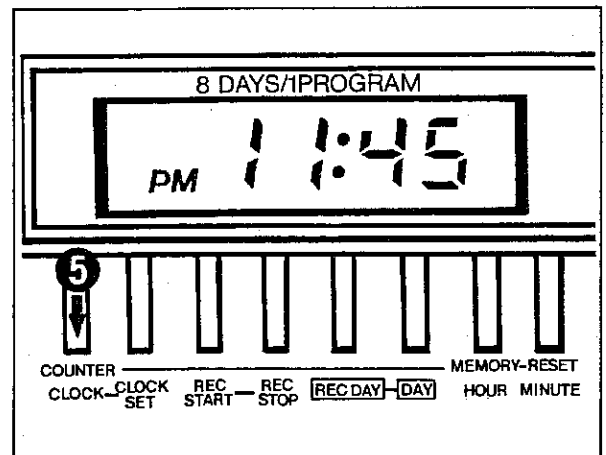 8 DAYS/1PROGRAM
PM 11:45
5
COUNTER MEMORY-RESET
CLOCK-CLOCK SET REC START-REC STOP REC DAY-DAY HOUR MINUTE